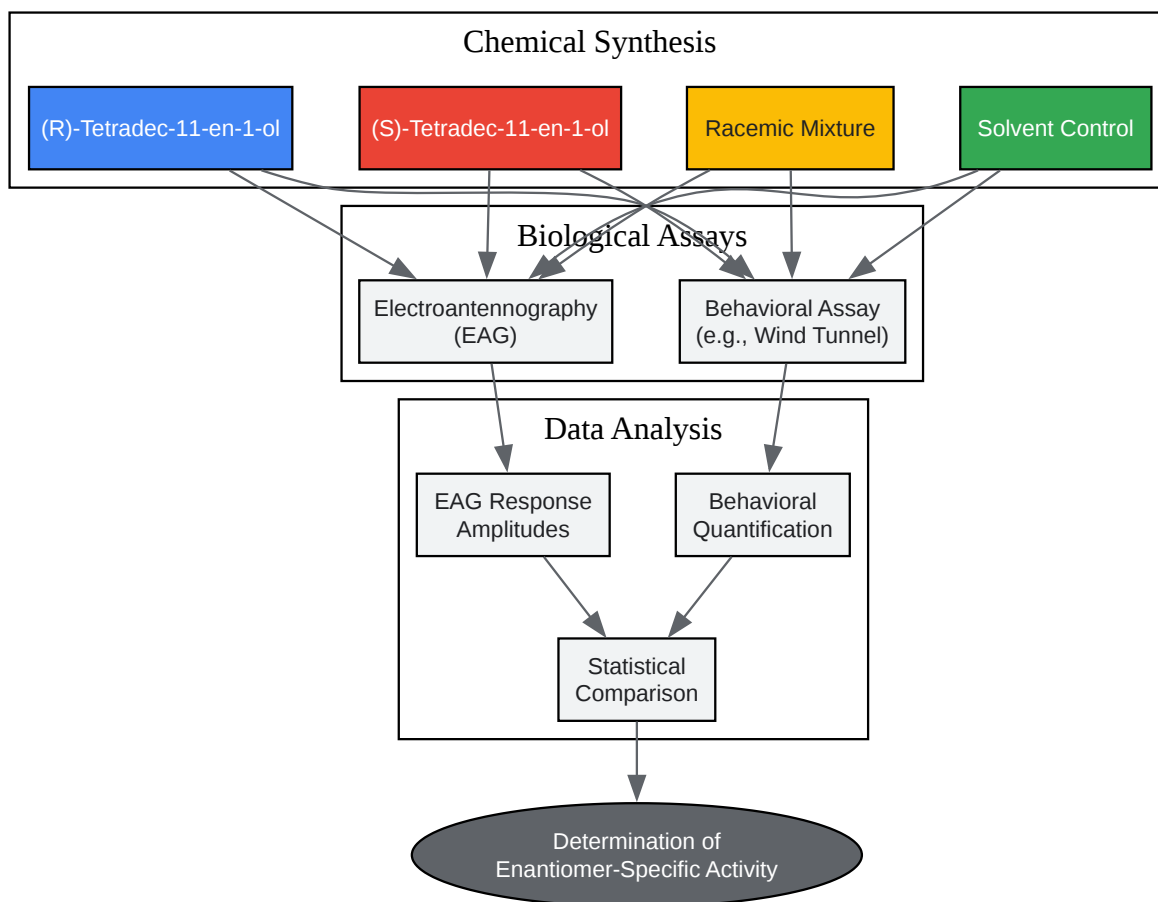 Chemical Synthesis
(R)-Tetradec-11-en-1-ol
(S)-Tetradec-11-en-1-ol
Racemic Mixture
Solvent Control
Biological Assays
Electroantennography
(EAG)
Behavioral Assay
(e.g., Wind Tunnel)
Data Analysis
EAG Response
Amplitudes
Behavioral
Quantification
Statistical
Comparison
Determination of
Enantiomer-Specific Activity